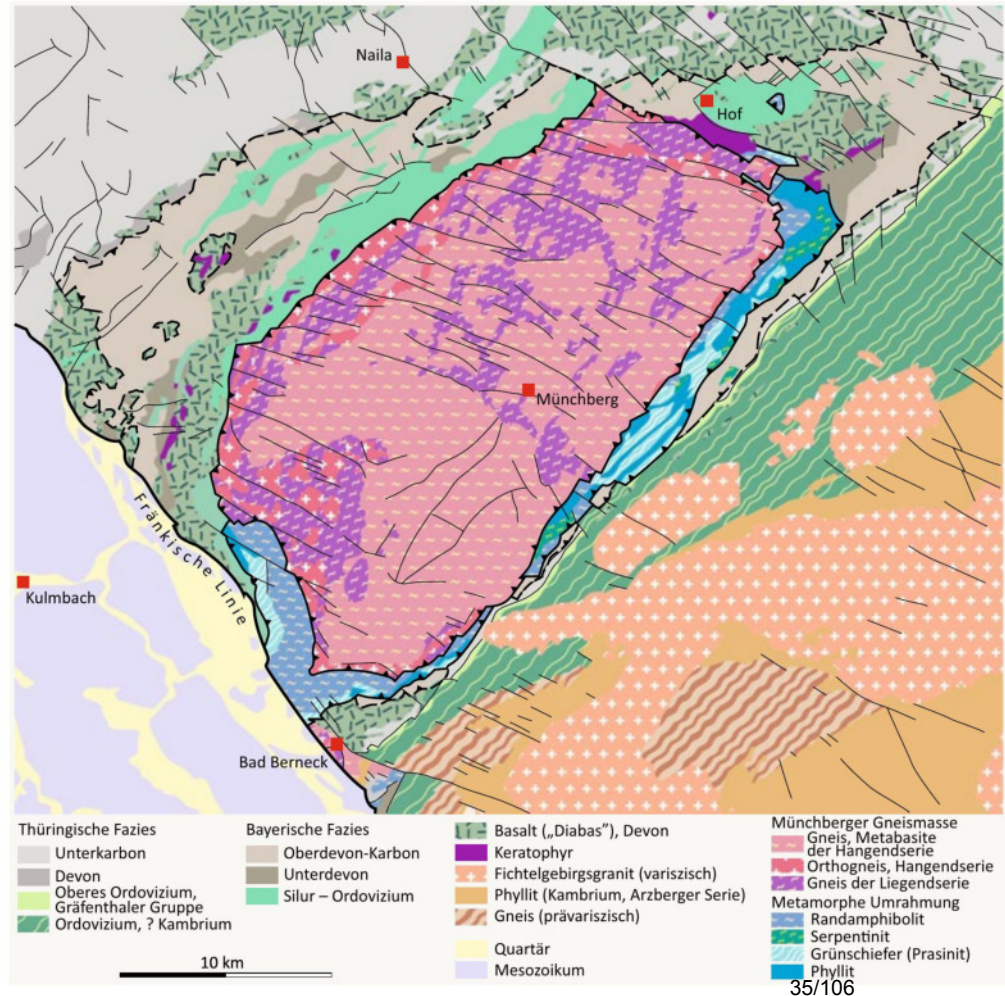 Naila
Hof
Münchberg
Fränkische Linie
Kulmbach
Bad Berneck
Thüringische Fazies
Unterkarbon
Devon
Oberes Ordovizium,
Gräfenthaler Gruppe
Ordovizium, ? Kambrium
10 km
Bayerische Fazies
Oberdevon-Karbon
Unterdevon
Silur – Ordovizium
Basalt („Diabas”), Devon
Keratophyr
Fichtelgebirgsgranit (variszisch)
Phyllit (Kambrium, Arzberger Serie)
Gneis (prävariszisch)
Quartär
Mesozoikum
Münchberger Gneismasse
Gneis, Metabasite
der Hangendserie
Orthogneis, Hangendserie
Gneis der Liegendserie
Metamorphe Umrahmung
Randamphibolit
Serpentinit
Grünschiefer (Prasinit)
Phyllit
35/106